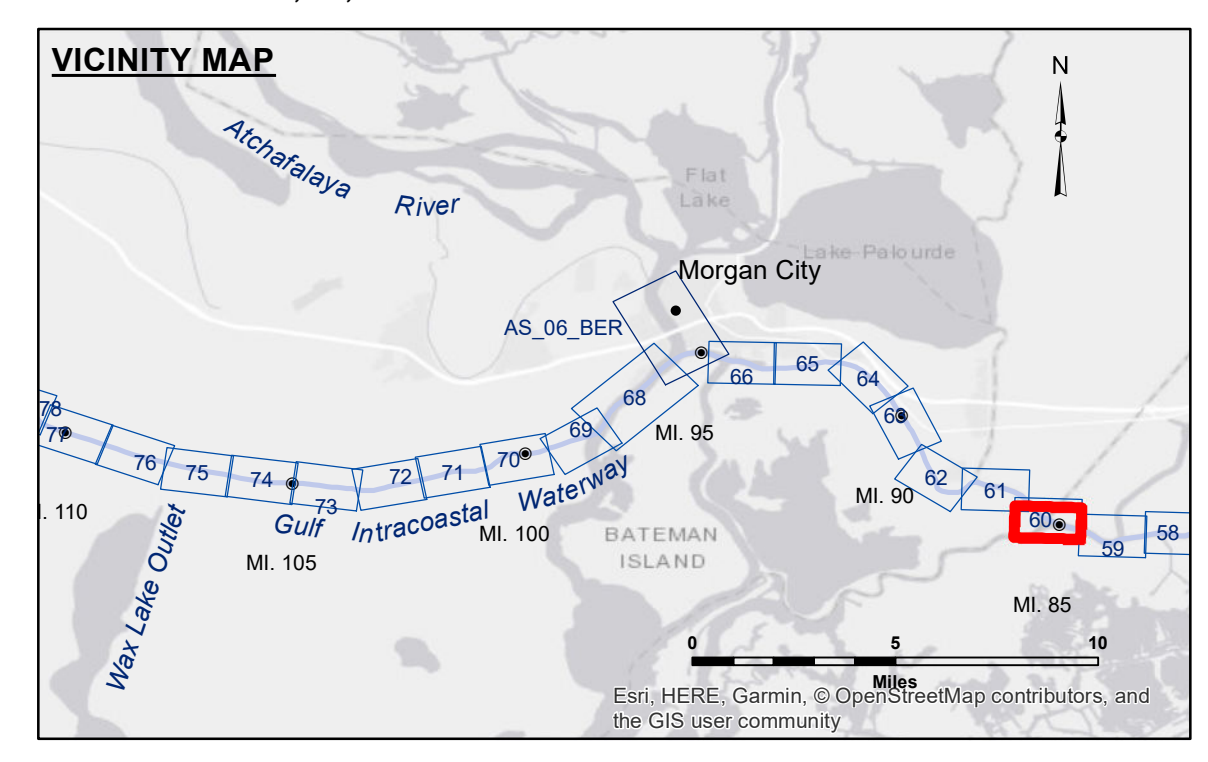 VICINITY MAP
N
Atchafalaya
River
Flat
Lake
Lake Palourde
Morgan City
AS_06_BER
66
65
64
63
68
MI. 95
69
62
61
MI. 90
60
59
58
MI. 85
78
77
76
75
74
73
72
71
70
Gulf Intracoastal Waterway
MI. 100
MI. 105
. 110
Wax Lake Outlet
BATEMAN
ISLAND
0 5 10
Miles
Esri, HERE, Garmin, © OpenStreetMap contributors, and
the GIS user community